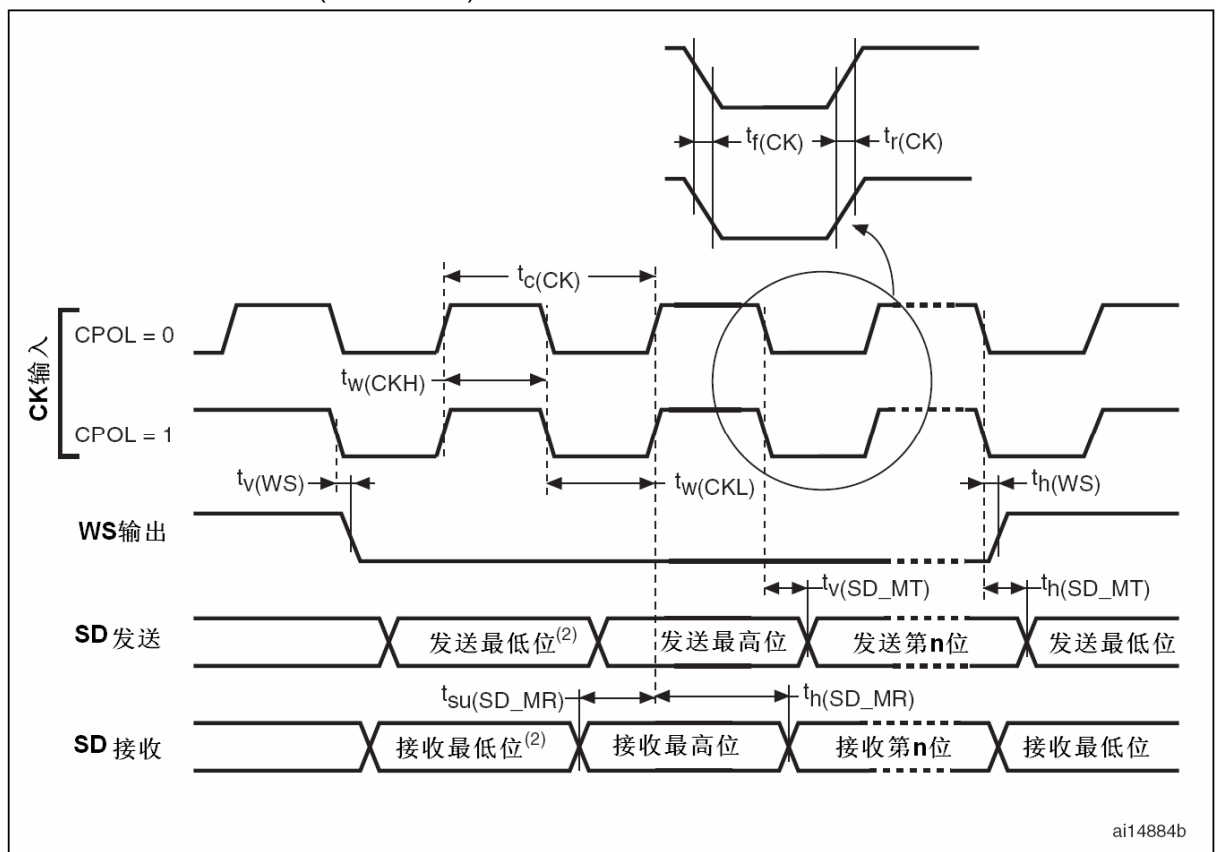 tf(CK)
tr(CK)
tc(CK)
CK输入
CPOL = 0
tw(CKH)
CPOL = 1
tv(WS)
tw(CKL)
th(WS)
WS输出
tv(SD_MT)
th(SD_MT)
SD 发送
发送最低位(2)
发送最高位
发送第n位
发送最低位
tsu(SD_MR)
th(SD_MR)
SD 接收
接收最低位(2)
接收最高位
接收第n位
接收最低位
ai14884b